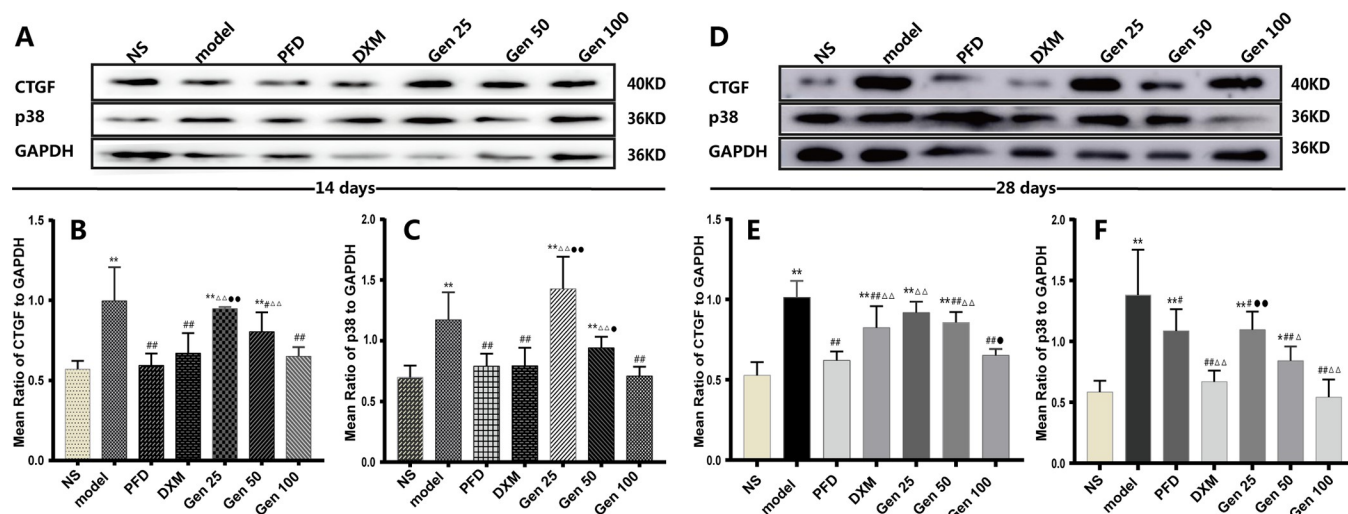 A
NS model PFD DXM Gen 25 Gen 50 Gen 100
CTGF 40KD
p38 36KD
GAPDH 36KD
14 days
D
NS model PFD DXM Gen 25 Gen 50 Gen 100
CTGF 40KD
p38 36KD
GAPDH 36KD
28 days
B
Mean Ratio of CTGF to GAPDH
1.5
1.0
0.5
0.0
** ## ## **△△●● **#△△ ##
NS model PFD DXM Gen 25 Gen 50 Gen 100
C
Mean Ratio of p38 to GAPDH
2.0
1.5
1.0
0.5
0.0
** ## ## **△△●● **△△● ##
NS model PFD DXM Gen 25 Gen 50 Gen 100
E
Mean Ratio of CTGF to GAPDH
1.5
1.0
0.5
0.0
** ## **##△△ **△△ **##△△ ##●
NS model PFD DXM Gen 25 Gen 50 Gen 100
F
Mean Ratio of p38 to GAPDH
2.0
1.5
1.0
0.5
0.0
** **# ##△△ **#●● *##△ ##△△
NS model PFD DXM Gen 25 Gen 50 Gen 100